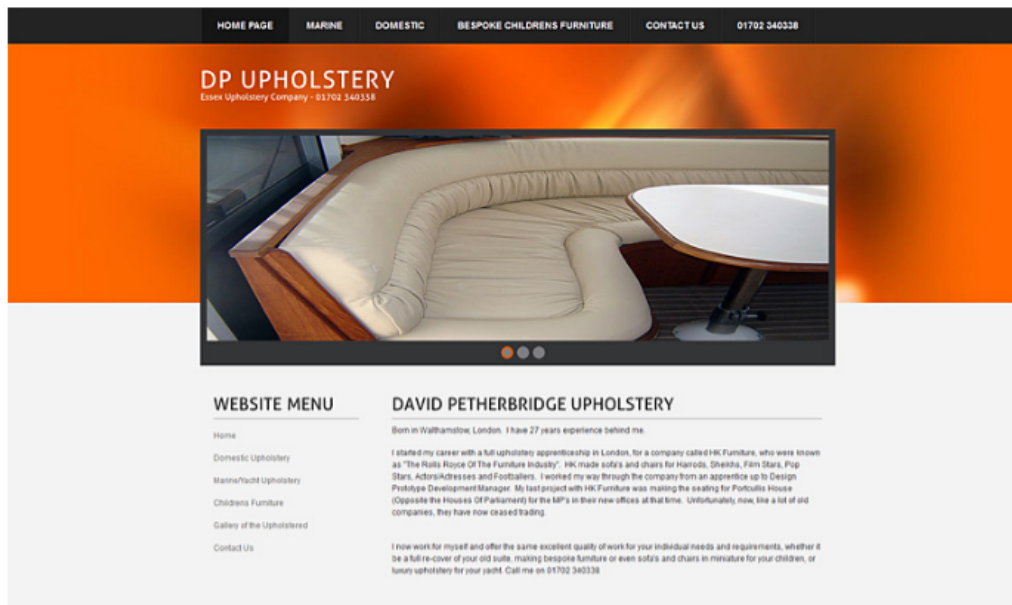 HOME PAGE MARINE DOMESTIC BESPOKE CHILDRENS FURNITURE CONTACT US 01702 340338
DP UPHOLSTERY
Essex Upholstery Company - 01702 340338
WEBSITE MENU
Home
Domestic Upholstery
Marine/Yacht Upholstery
Childrens Furniture
Gallery of the Upholstered
Contact Us
DAVID PETHERBRIDGE UPHOLSTERY
Born in Walthamstow, London. I have 27 years experience behind me.
I started my career with a full upholstery apprenticeship in London, for a company called HK Furniture, who were known
as "The Rolls Royce Of The Furniture Industry". HK made sofa's and chairs for Harrods, Sheikhs, Film Stars, Pop
Stars, Actors/Actresses and Footballers. I worked my way through the company from an apprentice up to Design
Prototype Development Manager. My last project with HK Furniture was making the seating for Portcullis House
(Opposite the Houses Of Parliament) for the MP's in their new offices at that time. Unfortunately, now, like a lot of old
companies, they have now ceased trading.
I now work for myself and offer the same excellent quality of work for your individual needs and requirements, whether it
be a full re-cover of your old suite, making bespoke furniture or even sofa's and chairs in miniature for your children, or
luxury upholstery for your yacht. Call me on 01702 340338